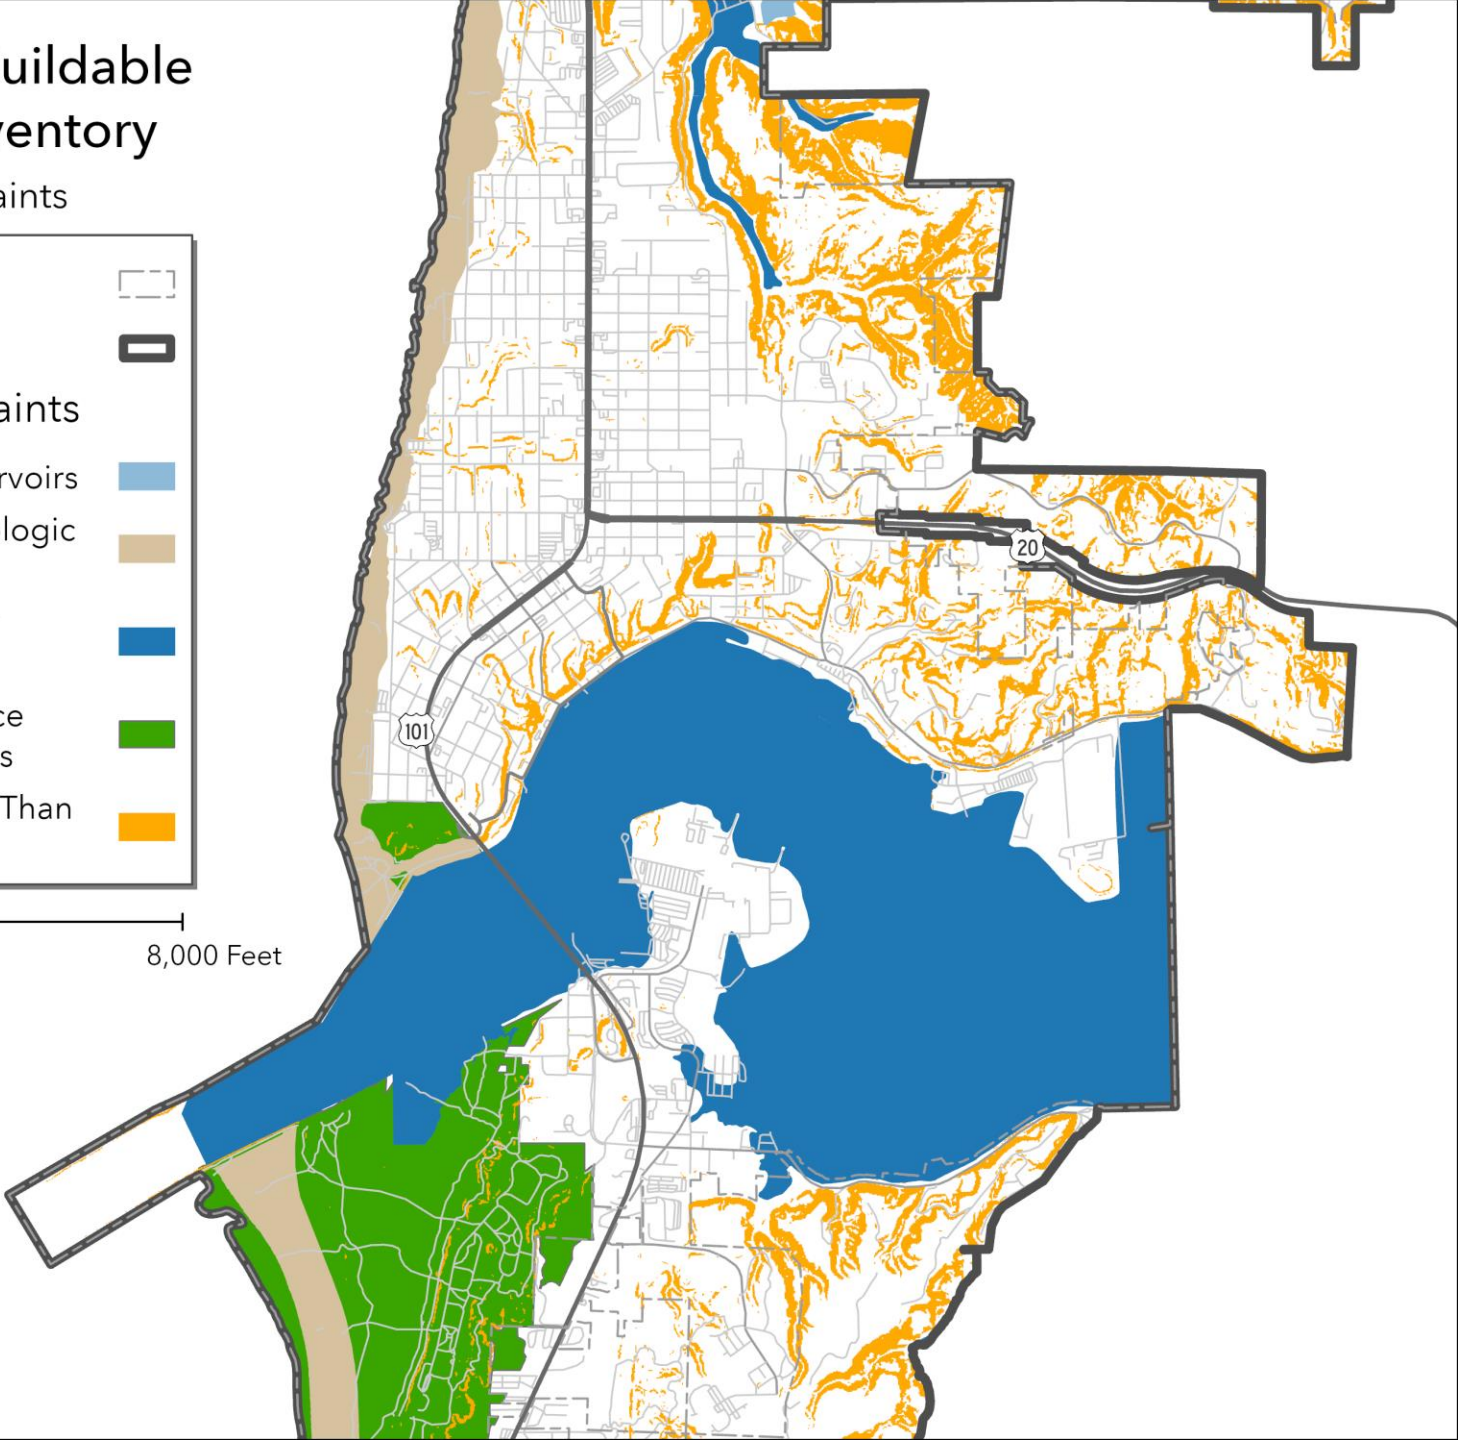 uildable
ventory
aints
aints
rvoirs
logic
ce
s
Than
8,000 Feet
20
101